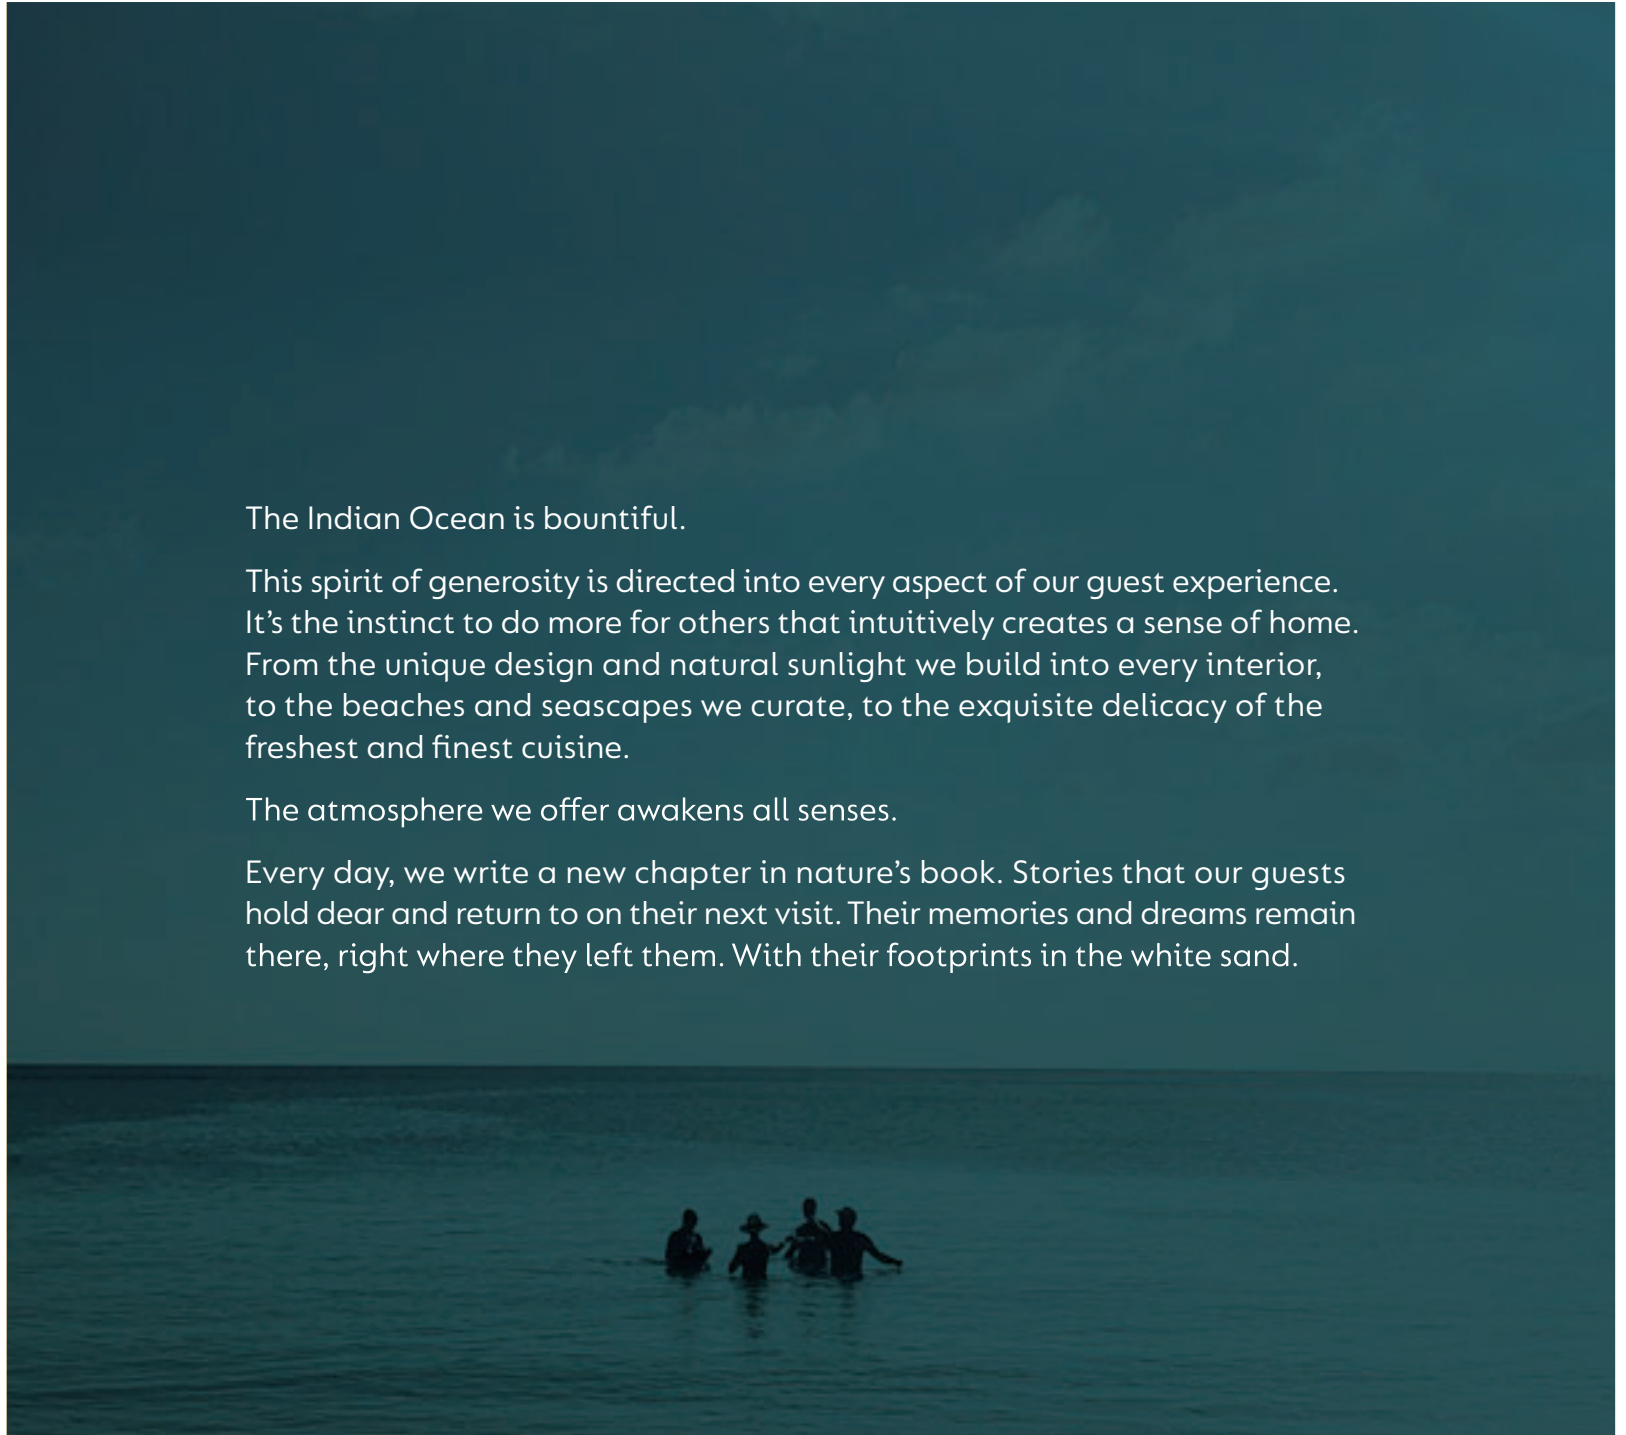 The Indian Ocean is bountiful.
This spirit of generosity is directed into every aspect of our guest experience.
It’s the instinct to do more for others that intuitively creates a sense of home.
From the unique design and natural sunlight we build into every interior,
to the beaches and seascapes we curate, to the exquisite delicacy of the
freshest and finest cuisine.
The atmosphere we offer awakens all senses.
Every day, we write a new chapter in nature’s book. Stories that our guests
hold dear and return to on their next visit. Their memories and dreams remain
there, right where they left them. With their footprints in the white sand.